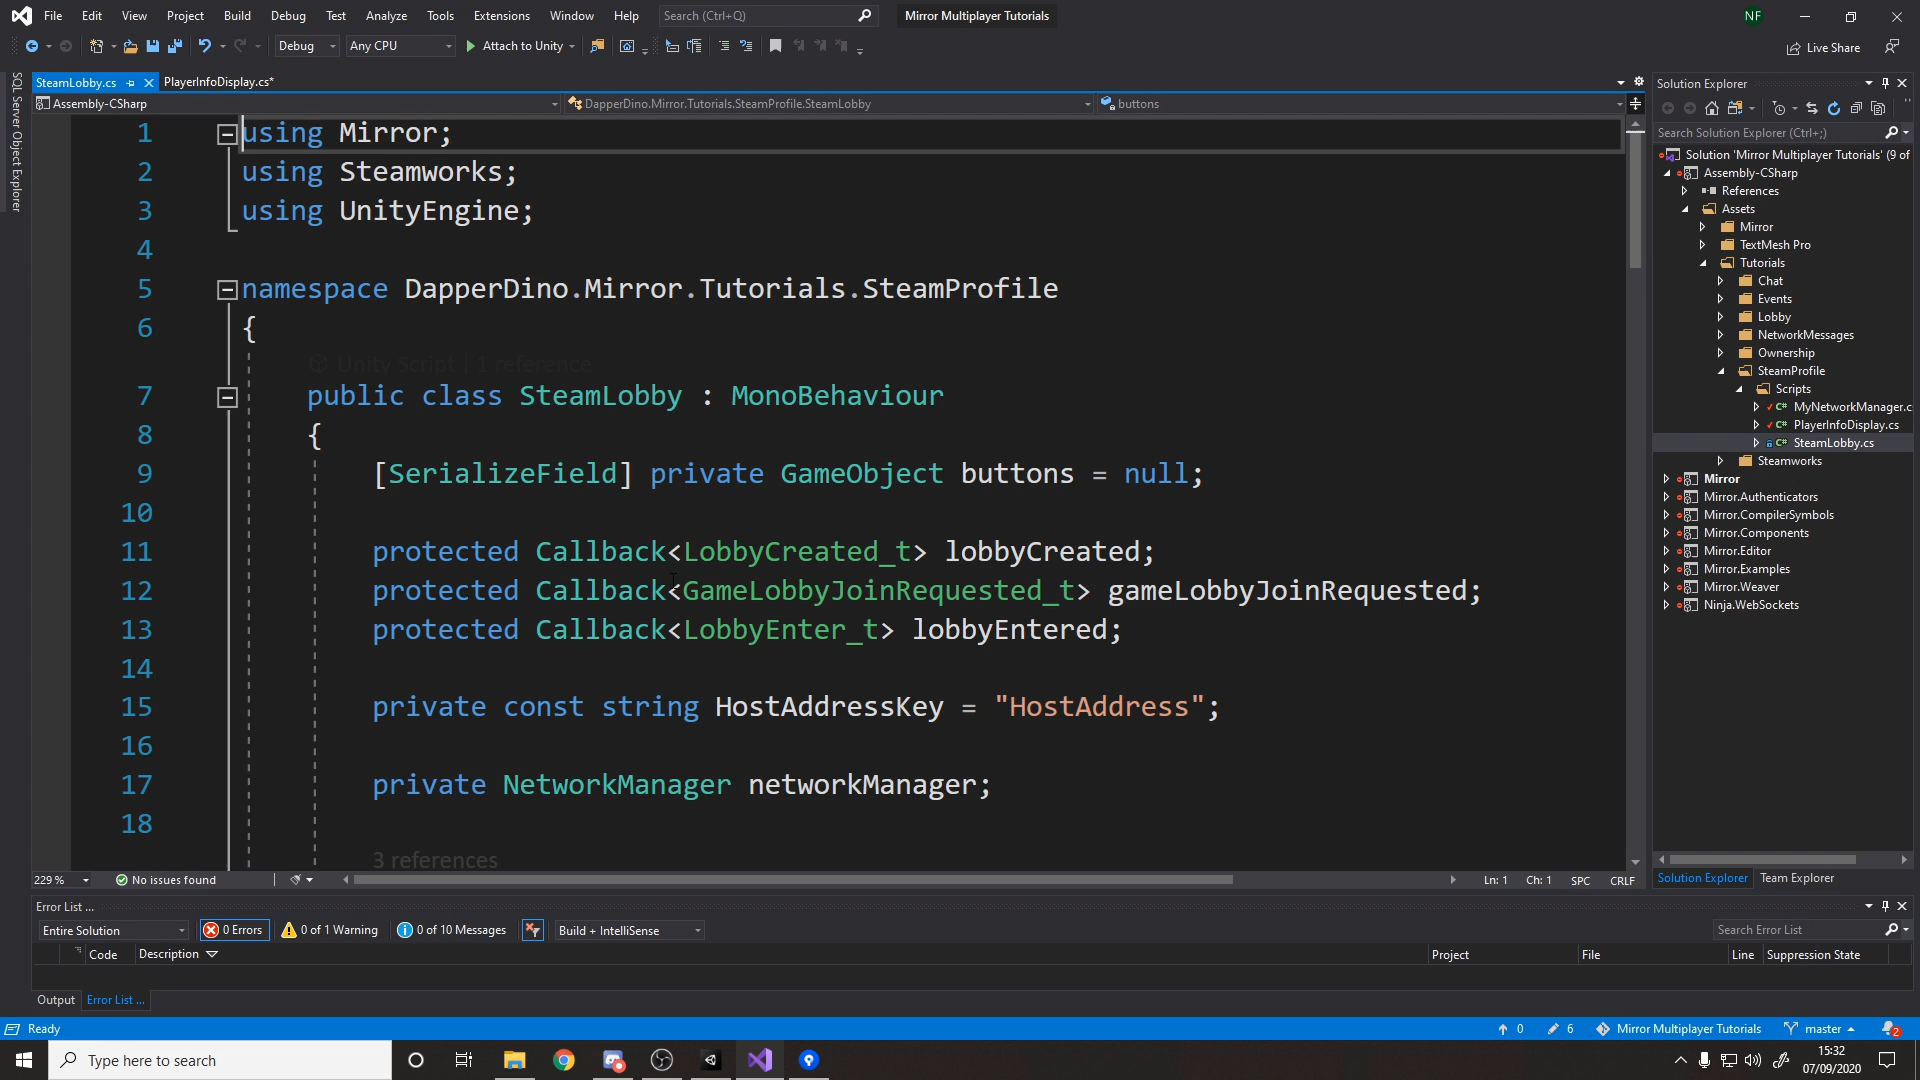 File Edit View Project Build Debug Test Analyze Tools Extensions Window Help Search (Ctrl+Q) Mirror Multiplayer Tutorials NF
Debug Any CPU Attach to Unity Live Share
SQL Server Object Explorer
SteamLobby.cs PlayerInfoDisplay.cs*
Assembly-CSharp DapperDino.Mirror.Tutorials.SteamProfile.SteamLobby buttons
1 using Mirror;
2 using Steamworks;
3 using UnityEngine;
4
5 namespace DapperDino.Mirror.Tutorials.SteamProfile
6 {
Unity Script | 1 reference
7 public class SteamLobby : MonoBehaviour
8 {
9 [SerializeField] private GameObject buttons = null;
10
11 protected Callback<LobbyCreated_t> lobbyCreated;
12 protected Callback<GameLobbyJoinRequested_t> gameLobbyJoinRequested;
13 protected Callback<LobbyEnter_t> lobbyEntered;
14
15 private const string HostAddressKey = "HostAddress";
16
17 private NetworkManager networkManager;
18
3 references
229 % No issues found Ln: 1 Ch: 1 SPC CRLF
Solution Explorer
Search Solution Explorer (Ctrl+;)
Solution 'Mirror Multiplayer Tutorials' (9 of
Assembly-CSharp
References
Assets
Mirror
TextMesh Pro
Tutorials
Chat
Events
Lobby
NetworkMessages
Ownership
SteamProfile
Scripts
MyNetworkManager.c
PlayerInfoDisplay.cs
SteamLobby.cs
Steamworks
Mirror
Mirror.Authenticators
Mirror.CompilerSymbols
Mirror.Components
Mirror.Editor
Mirror.Examples
Mirror.Weaver
Ninja.WebSockets
Solution Explorer Team Explorer
Error List ...
Entire Solution 0 Errors 0 of 1 Warning 0 of 10 Messages Build + IntelliSense Search Error List
Code Description Project File Line Suppression State
Output Error List ...
Ready 0 6 Mirror Multiplayer Tutorials master 2
Type here to search 15:32
07/09/2020